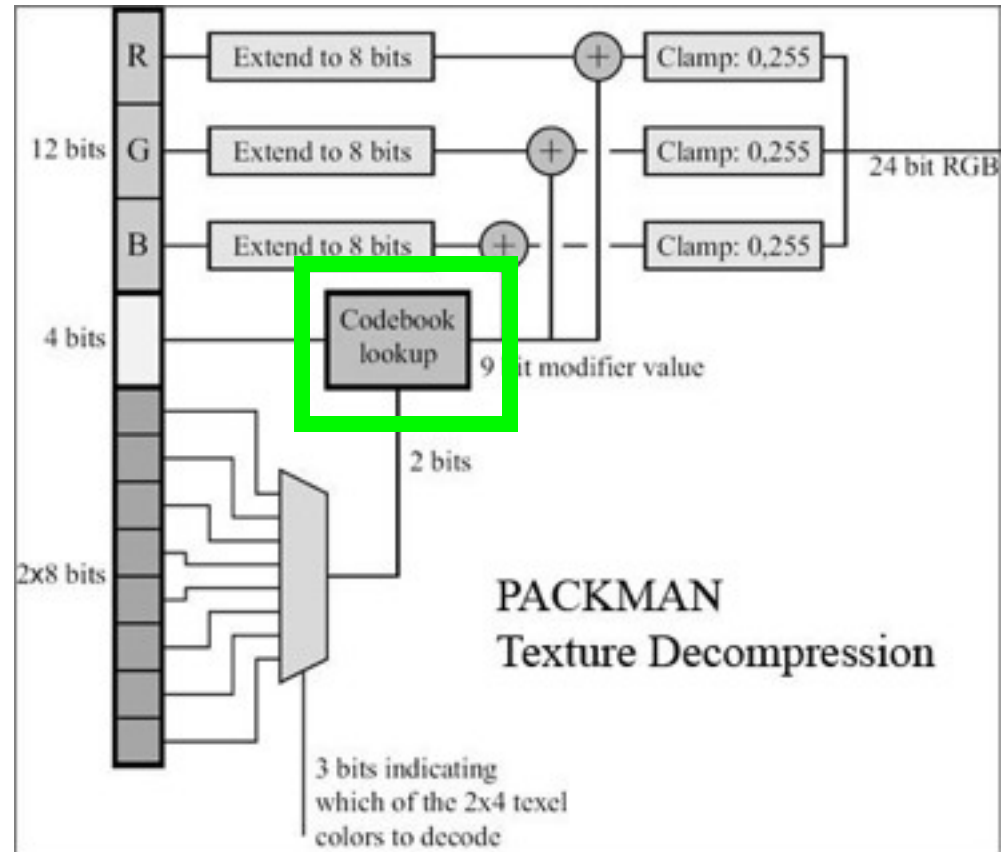 R
Extend to 8 bits
+
Clamp: 0,255
12 bits
G
Extend to 8 bits
+
Clamp: 0,255
24 bit RGB
B
Extend to 8 bits
+
Clamp: 0,255
4 bits
Codebook
lookup
9 it modifier value
2 bits
2x8 bits
PACKMAN
Texture Decompression
3 bits indicating
which of the 2x4 texel
colors to decode